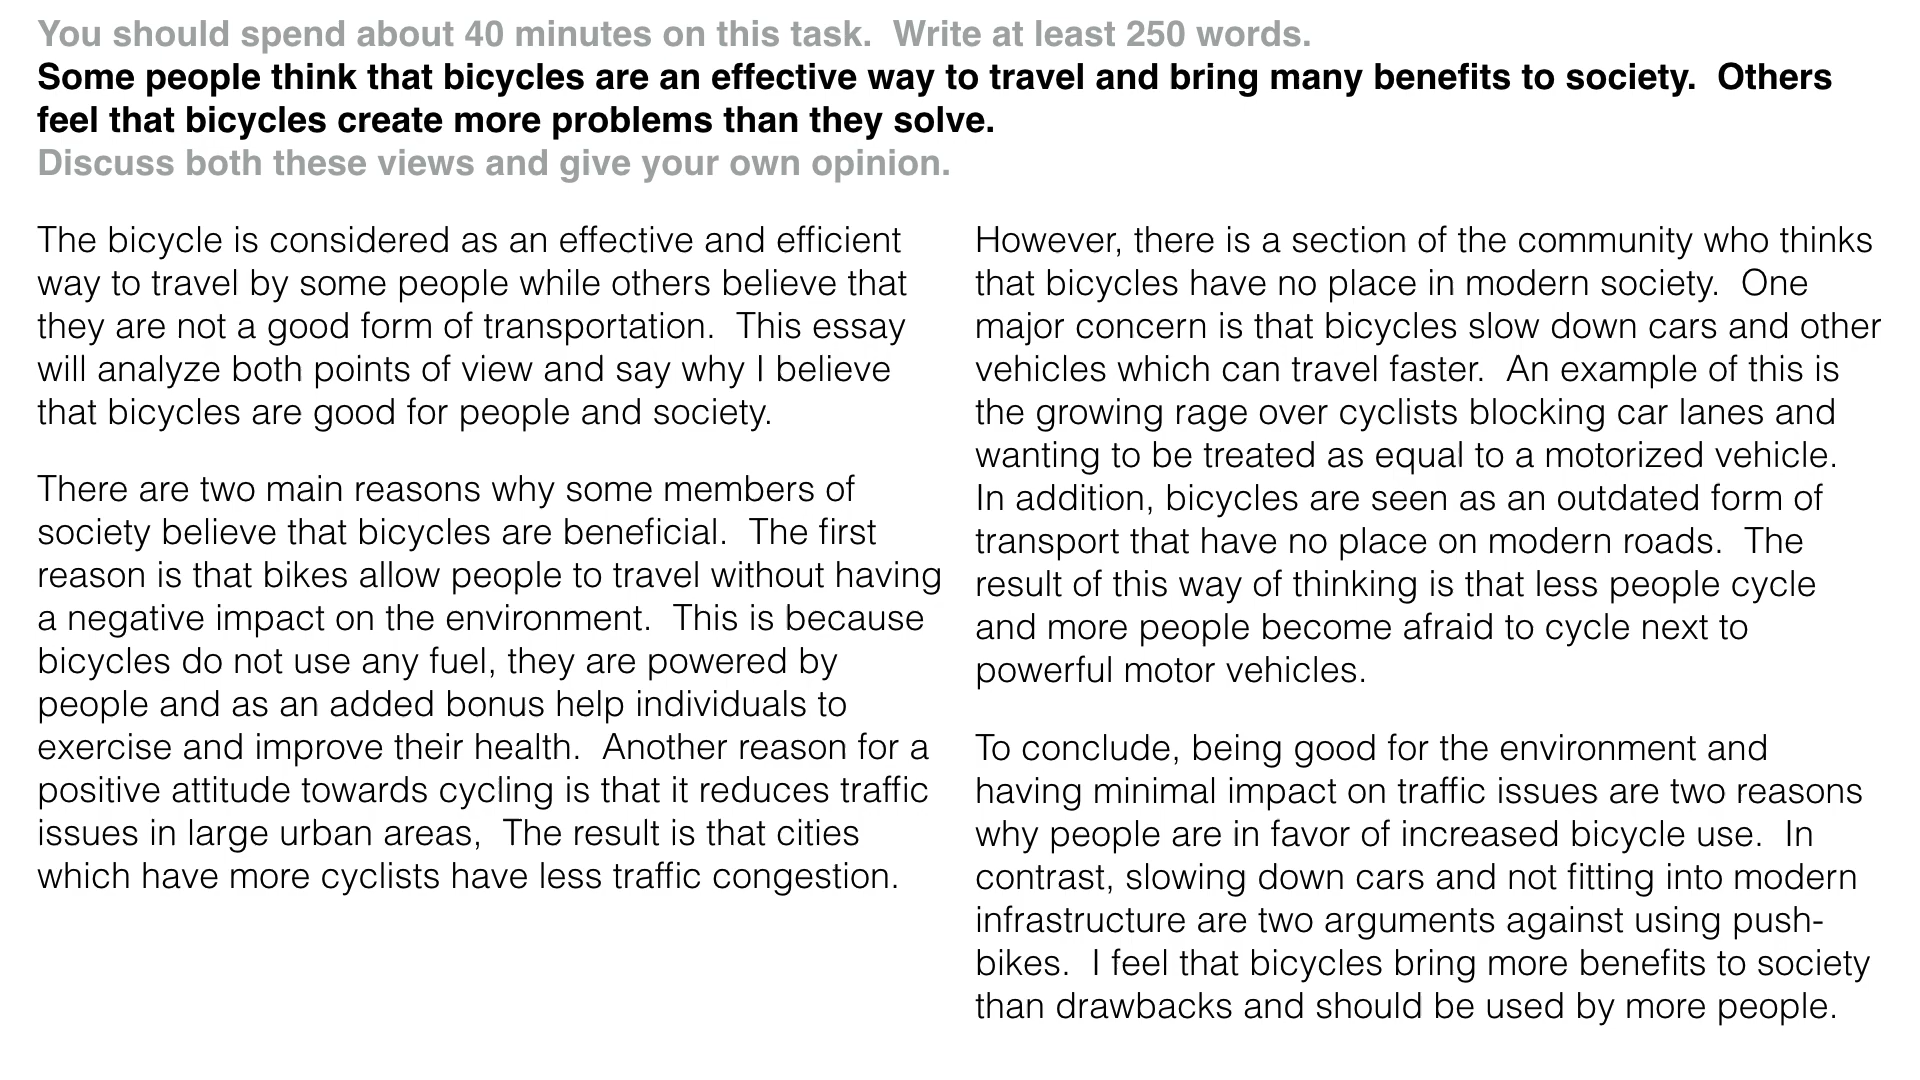 You should spend about 40 minutes on this task.  Write at least 250 words.
Some people think that bicycles are an effective way to travel and bring many benefits to society.  Others
feel that bicycles create more problems than they solve.
Discuss both these views and give your own opinion.
The bicycle is considered as an effective and efficient
way to travel by some people while others believe that
they are not a good form of transportation.  This essay
will analyze both points of view and say why I believe
that bicycles are good for people and society.
There are two main reasons why some members of
society believe that bicycles are beneficial.  The first
reason is that bikes allow people to travel without having
a negative impact on the environment.  This is because
bicycles do not use any fuel, they are powered by
people and as an added bonus help individuals to
exercise and improve their health.  Another reason for a
positive attitude towards cycling is that it reduces traffic
issues in large urban areas,  The result is that cities
which have more cyclists have less traffic congestion.
However, there is a section of the community who thinks
that bicycles have no place in modern society.  One
major concern is that bicycles slow down cars and other
vehicles which can travel faster.  An example of this is
the growing rage over cyclists blocking car lanes and
wanting to be treated as equal to a motorized vehicle.
In addition, bicycles are seen as an outdated form of
transport that have no place on modern roads.  The
result of this way of thinking is that less people cycle
and more people become afraid to cycle next to
powerful motor vehicles.
To conclude, being good for the environment and
having minimal impact on traffic issues are two reasons
why people are in favor of increased bicycle use.  In
contrast, slowing down cars and not fitting into modern
infrastructure are two arguments against using push-
bikes.  I feel that bicycles bring more benefits to society
than drawbacks and should be used by more people.